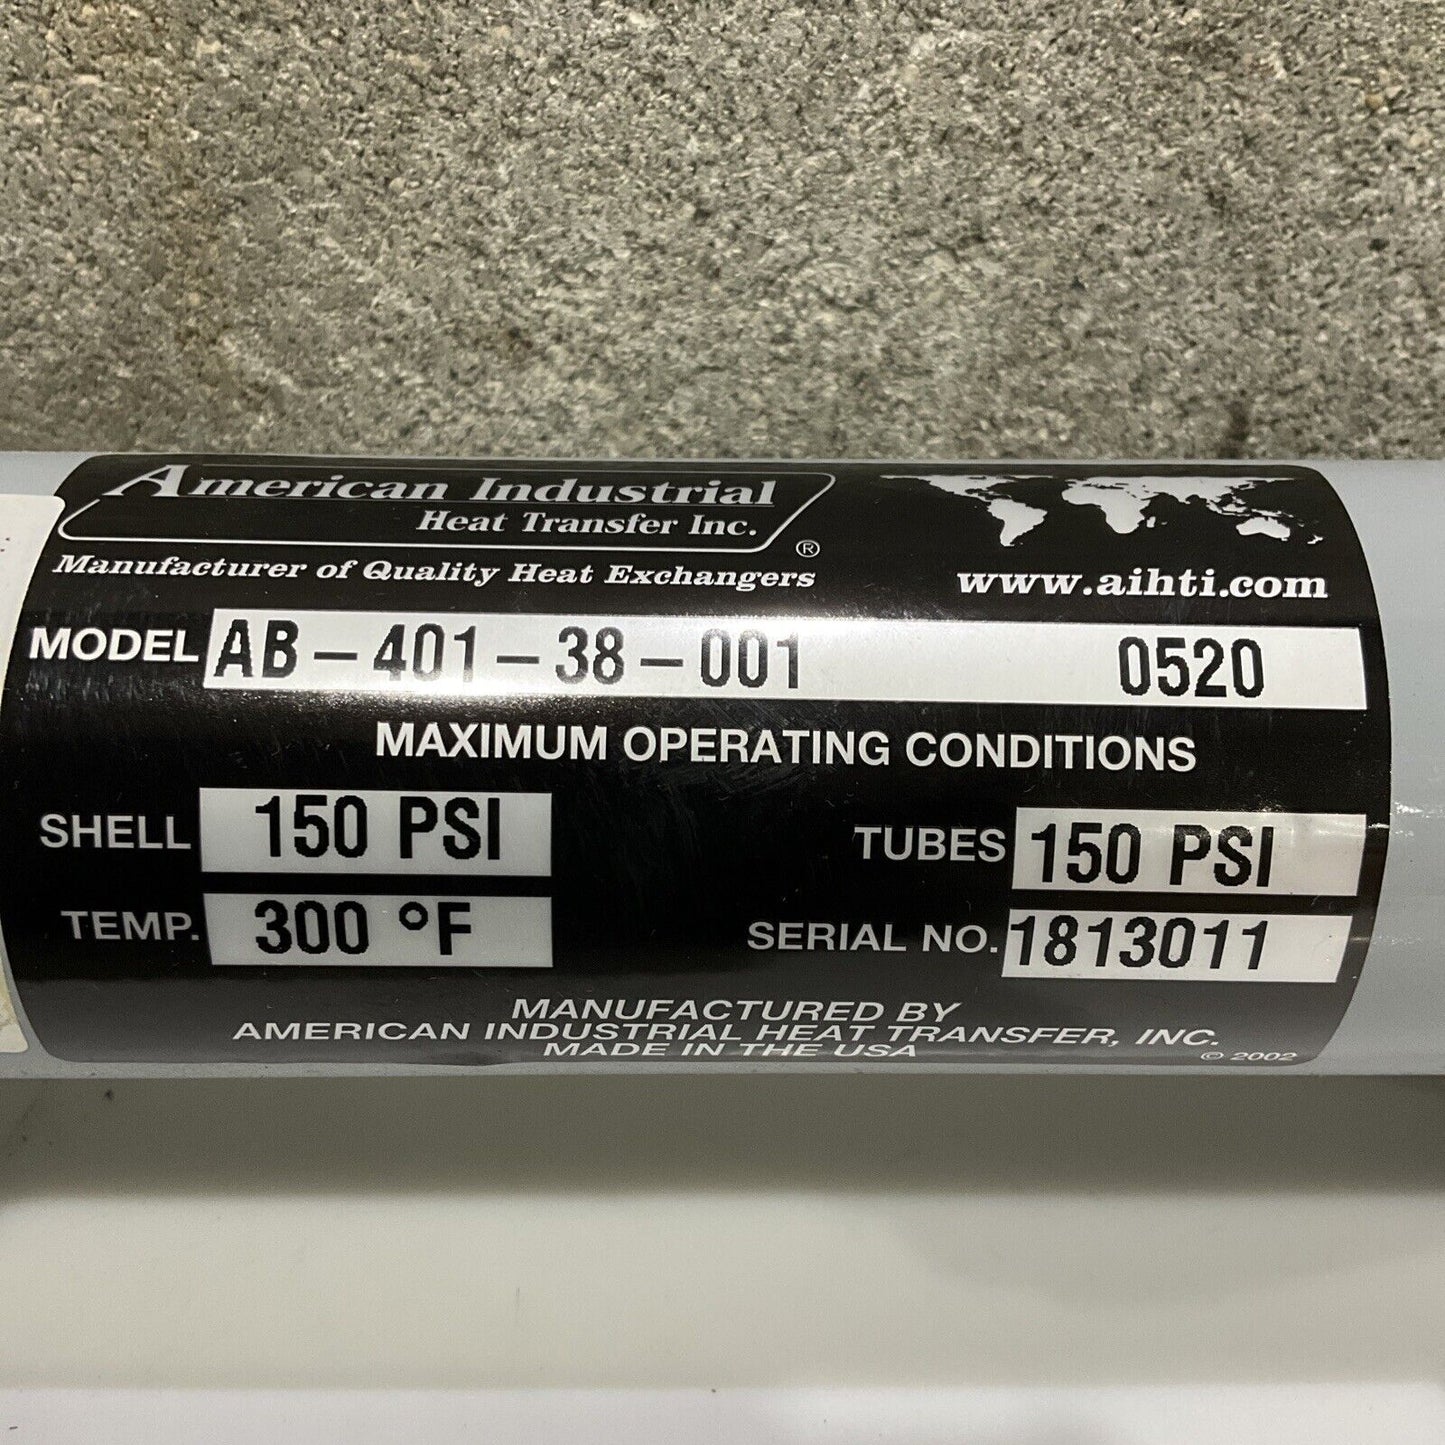 American Industrial
Heat Transfer Inc.
®
Manufacturer of Quality Heat Exchangers
www.aihti.com
MODEL AB-401-38-001 0520
MAXIMUM OPERATING CONDITIONS
SHELL 150 PSI TUBES 150 PSI
TEMP. 300 °F SERIAL NO. 1813011
MANUFACTURED BY
AMERICAN INDUSTRIAL HEAT TRANSFER, INC.
MADE IN THE USA © 2002